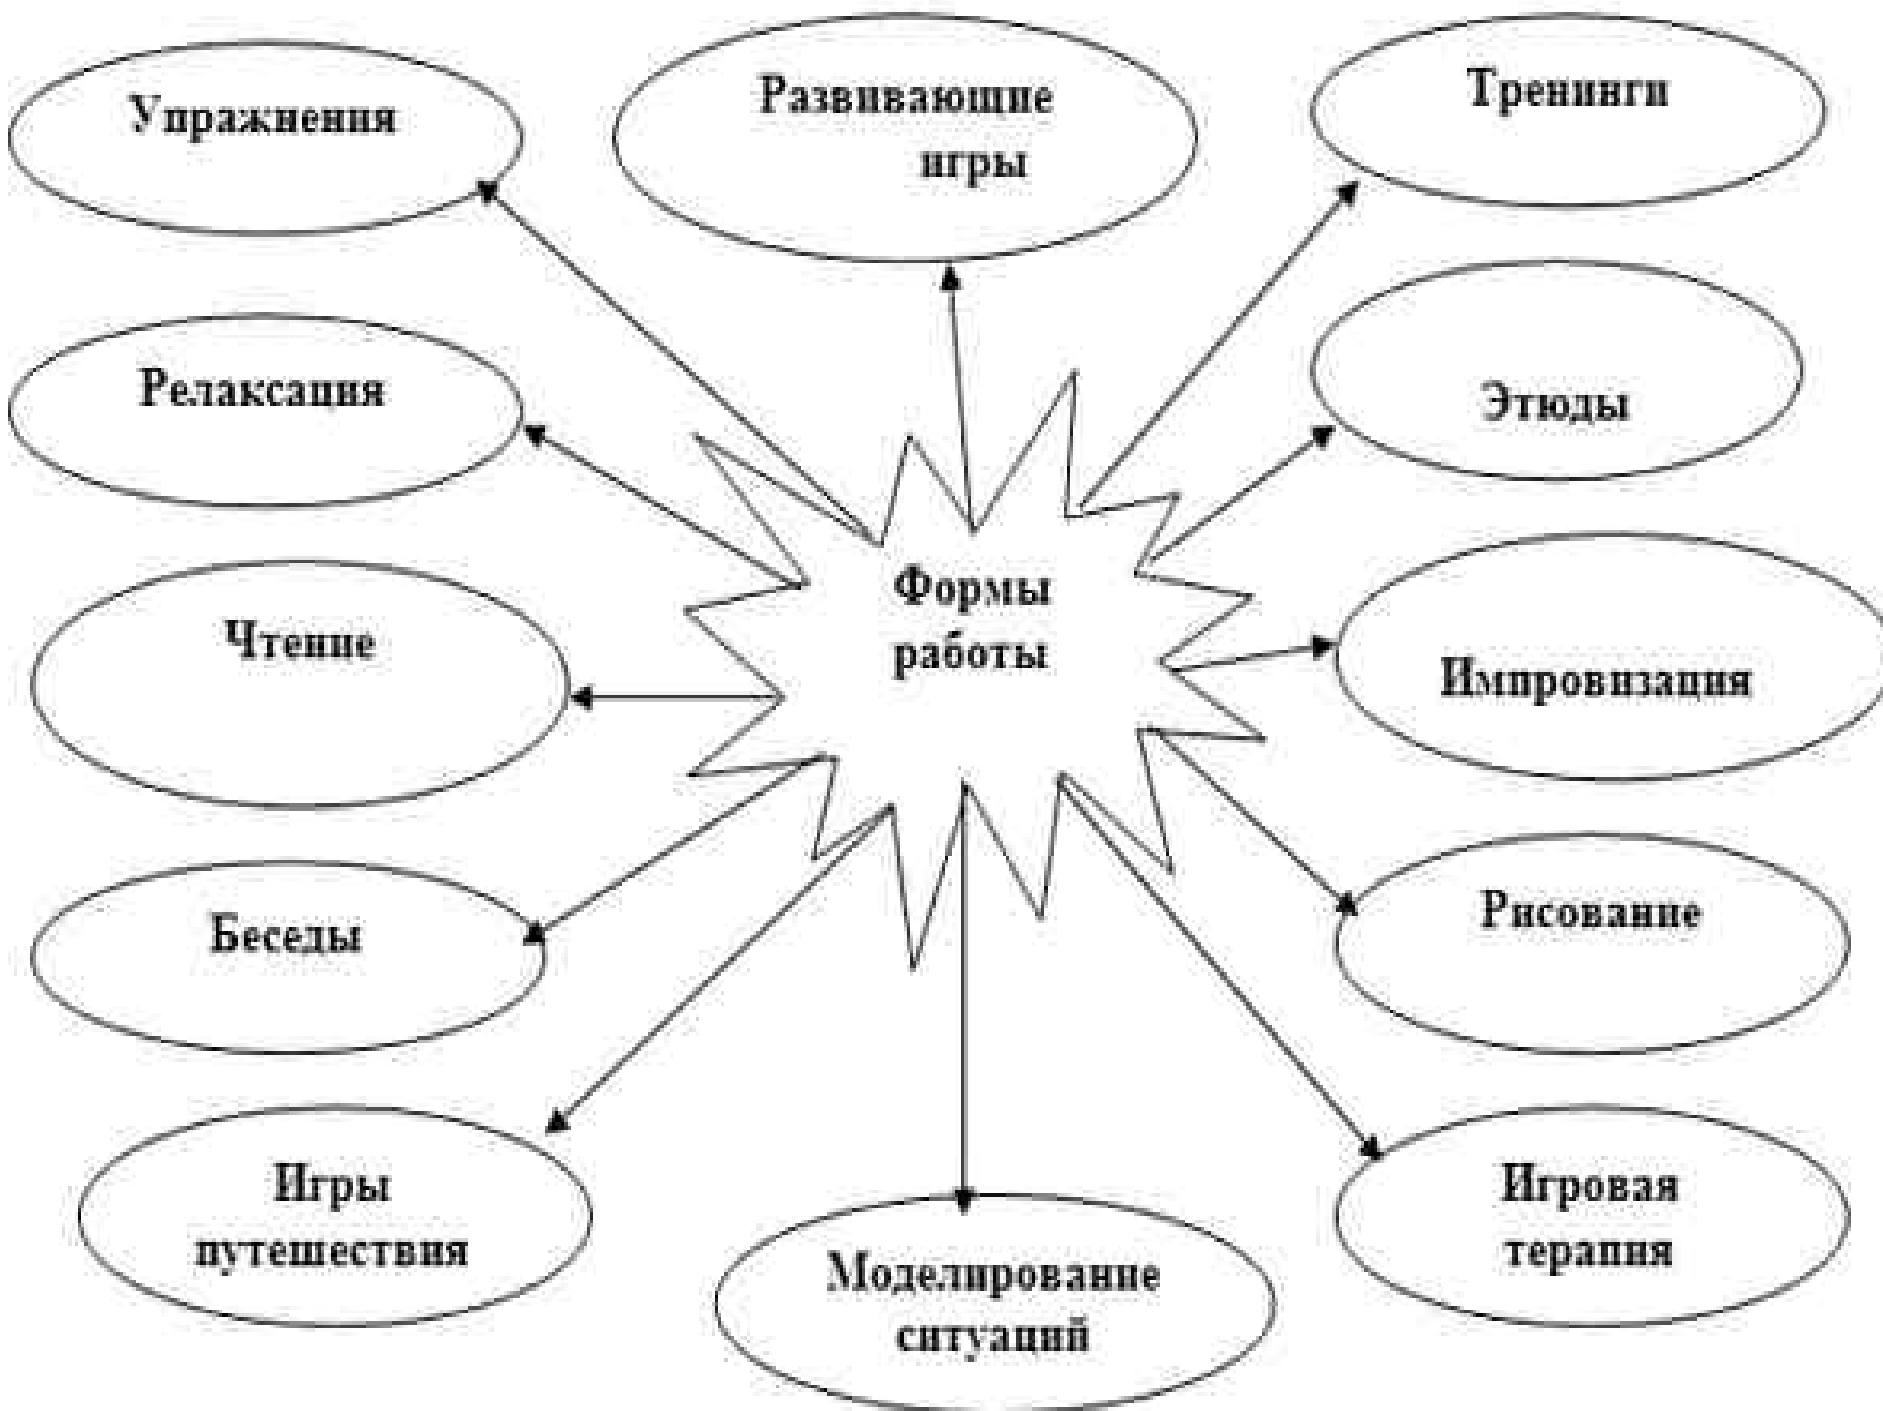 Упражнения
Развивающие
игры
Тренинги
Релаксация
Этюды
Чтение
Формы
работы
Импровизация
Беседы
Рисование
Игры
путешествия
Моделирование
ситуаций
Игровая
терапия